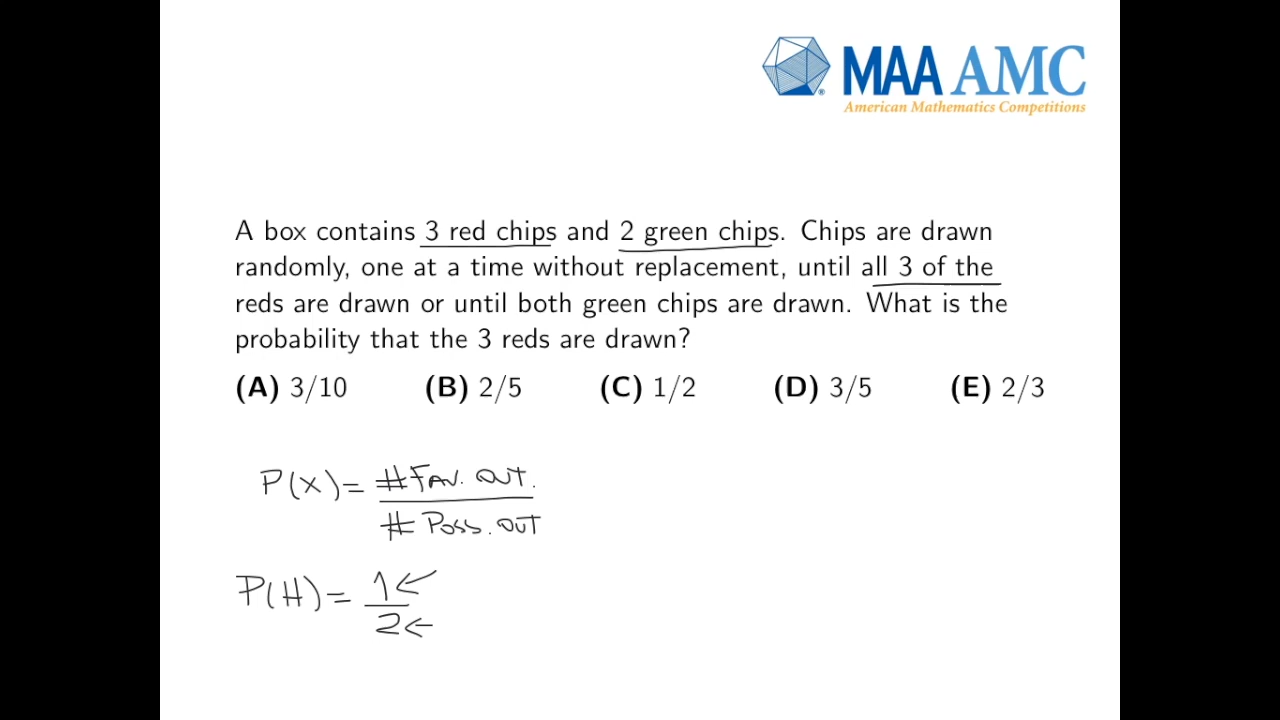 MAA AMC
American Mathematics Competitions
A box contains 3 red chips and 2 green chips. Chips are drawn
randomly, one at a time without replacement, until all 3 of the
reds are drawn or until both green chips are drawn. What is the
probability that the 3 reds are drawn?
(A) 3/10 (B) 2/5 (C) 1/2 (D) 3/5 (E) 2/3
P(X) = #FAV. OUT.
# POSS. OUT
P(H) = 1
2